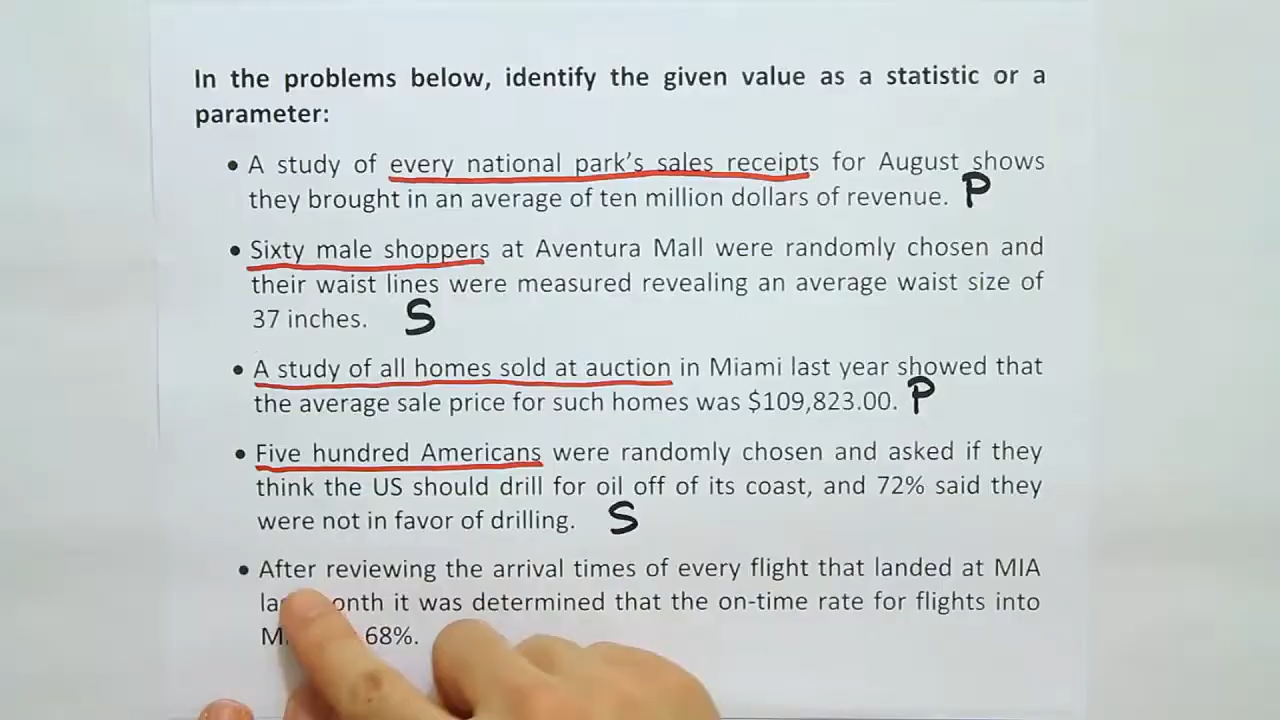 In the problems below, identify the given value as a statistic or a
parameter:
• A study of every national park's sales receipts for August shows
they brought in an average of ten million dollars of revenue. P
• Sixty male shoppers at Aventura Mall were randomly chosen and
their waist lines were measured revealing an average waist size of
37 inches. S
• A study of all homes sold at auction in Miami last year showed that
the average sale price for such homes was $109,823.00. P
• Five hundred Americans were randomly chosen and asked if they
think the US should drill for oil off of its coast, and 72% said they
were not in favor of drilling. S
• After reviewing the arrival times of every flight that landed at MIA
it was determined that the on-time rate for flights into
68%.